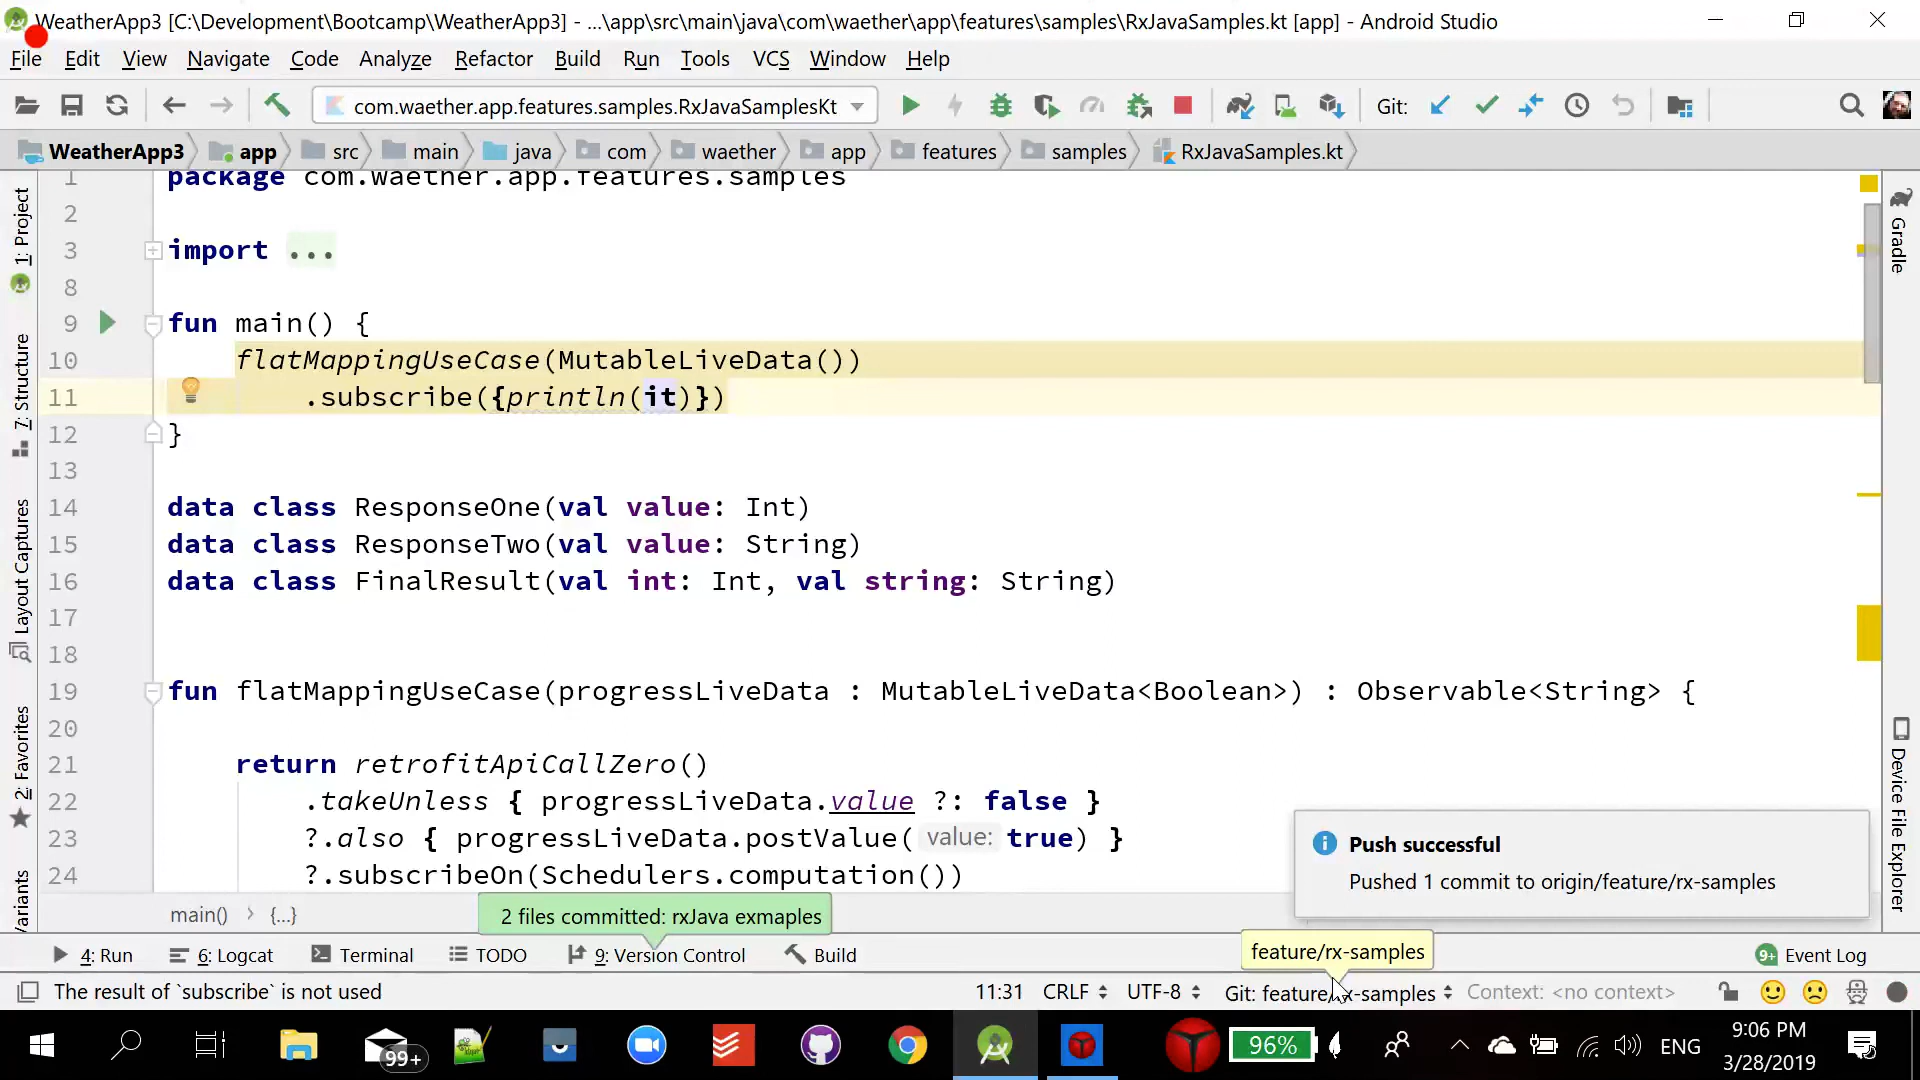 WeatherApp3 [C:\Development\Bootcamp\WeatherApp3] - ...\app\src\main\java\com\waether\app\features\samples\RxJavaSamples.kt [app] - Android Studio
File Edit View Navigate Code Analyze Refactor Build Run Tools VCS Window Help
com.waether.app.features.samples.RxJavaSamplesKt Git:
WeatherApp3 app src main java com waether app features samples RxJavaSamples.kt
1: Project
7: Structure
Layout Captures
2: Favorites
Variants
Gradle
Device File Explorer
1 package com.waether.app.features.samples
2
3 import ...
8
9 fun main() {
10 flatMappingUseCase(MutableLiveData())
11 .subscribe({println(it)})
12 }
13
14 data class ResponseOne(val value: Int)
15 data class ResponseTwo(val value: String)
16 data class FinalResult(val int: Int, val string: String)
17
18
19 fun flatMappingUseCase(progressLiveData : MutableLiveData<Boolean>) : Observable<String> {
20
21 return retrofitApiCallZero()
22 .takeUnless { progressLiveData.value ?: false }
23 ?.also { progressLiveData.postValue( value: true) }
24 ?.subscribeOn(Schedulers.computation())
Push successful
Pushed 1 commit to origin/feature/rx-samples
main() {...}
2 files committed: rxJava exmaples
feature/rx-samples
4: Run 6: Logcat Terminal TODO 9: Version Control Build 9+ Event Log
The result of `subscribe` is not used 11:31 CRLF UTF-8 Git: feature/rx-samples Context: <no context>
99+ 96% ENG 9:06 PM
3/28/2019